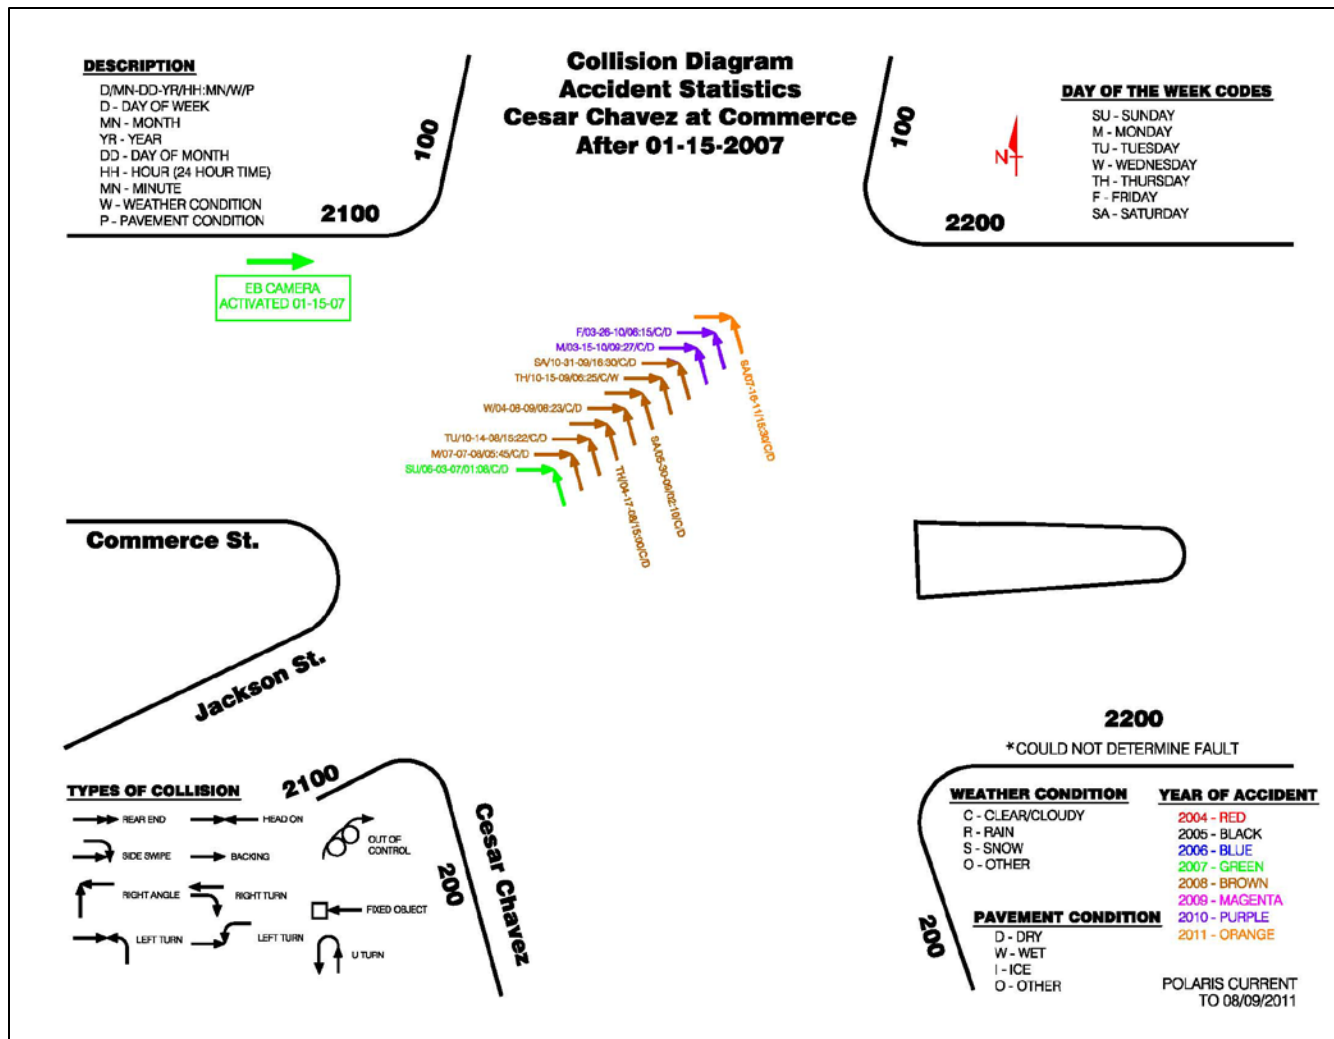 Collision Diagram
Accident Statistics
Cesar Chavez at Commerce
After 01-15-2007
DESCRIPTION
D/MN-DD-YR/HH:MN/W/P
D - DAY OF WEEK
MN - MONTH
YR - YEAR
DD - DAY OF MONTH
HH - HOUR (24 HOUR TIME)
MN - MINUTE
W - WEATHER CONDITION
P - PAVEMENT CONDITION
100
2100
100
2200
N
DAY OF THE WEEK CODES
SU - SUNDAY
M - MONDAY
TU - TUESDAY
W - WEDNESDAY
TH - THURSDAY
F - FRIDAY
SA - SATURDAY
EB CAMERA
ACTIVATED 01-15-07
F/03-26-10/06:15/C/D
M/03-15-10/09:27/C/D
SA/10-31-09/16:30/C/D
TH/10-15-09/06:25/C/W
W/04-08-09/08:23/C/D
TU/10-14-08/15:22/C/D
M/07-07-08/05:45/C/D
SU/06-03-07/01:08/C/D
TH/04-17-08/15:00/C/D
SA/05-30-09/02:10/C/D
SA/07-16-11/15:30/C/D
Commerce St.
Jackson St.
2100
Cesar Chavez
200
TYPES OF COLLISION
REAR END
HEAD ON
SIDE SWIPE
BACKING
OUT OF
CONTROL
RIGHT ANGLE
RIGHT TURN
FIXED OBJECT
LEFT TURN
LEFT TURN
U TURN
2200
*COULD NOT DETERMINE FAULT
200
WEATHER CONDITION
C - CLEAR/CLOUDY
R - RAIN
S - SNOW
O - OTHER
PAVEMENT CONDITION
D - DRY
W - WET
I - ICE
O - OTHER
YEAR OF ACCIDENT
2004 - RED
2005 - BLACK
2006 - BLUE
2007 - GREEN
2008 - BROWN
2009 - MAGENTA
2010 - PURPLE
2011 - ORANGE
POLARIS CURRENT
TO 08/09/2011